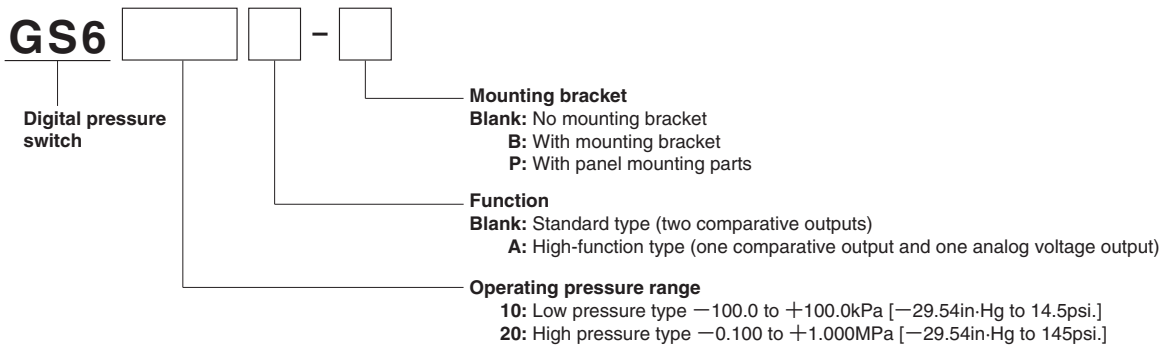 GS6 –
Digital pressure
switch
Mounting bracket
Blank: No mounting bracket
B: With mounting bracket
P: With panel mounting parts
Function
Blank: Standard type (two comparative outputs)
A: High-function type (one comparative output and one analog voltage output)
Operating pressure range
10: Low pressure type −100.0 to +100.0kPa [−29.54in·Hg to 14.5psi.]
20: High pressure type −0.100 to +1.000MPa [−29.54in·Hg to 145psi.]